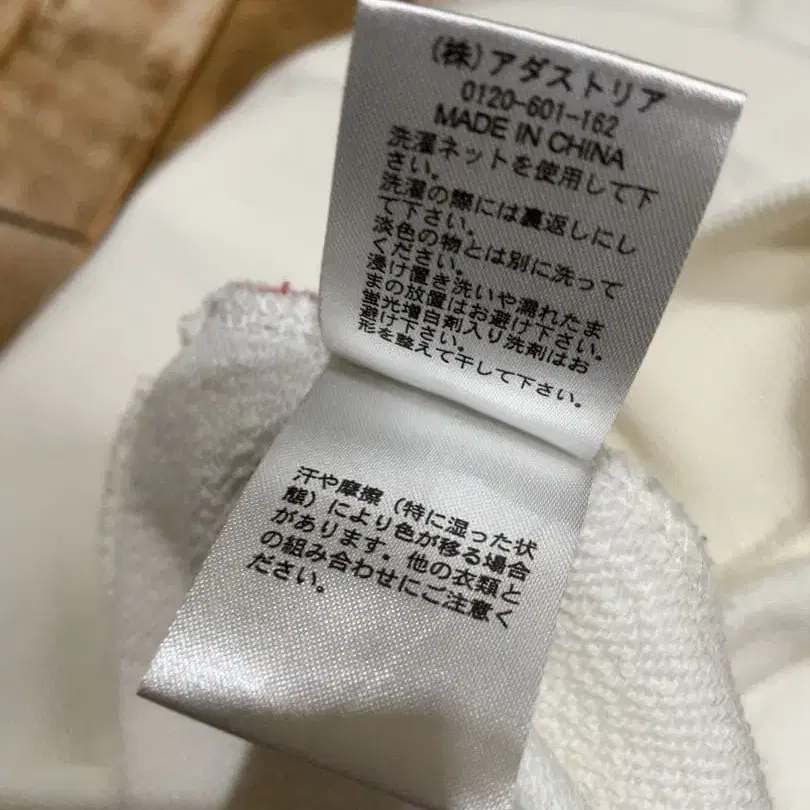 (株)アダストリア
0120-601-162
MADE IN CHINA
洗濯ネットを使用して下
さい。
洗濯の際には裏返しにし
て下さい。
淡色の物とは別に洗って
ください。
浸け置き洗いや濡れたま
まの放置はお避け下さい。
蛍光増白剤入り洗剤はお
避け下さい。
形を整えて干して下さい。
汗や摩擦(特に湿った状
態)により色が移る場合
があります。他の衣類と
の組み合わせにご注意く
ださい。